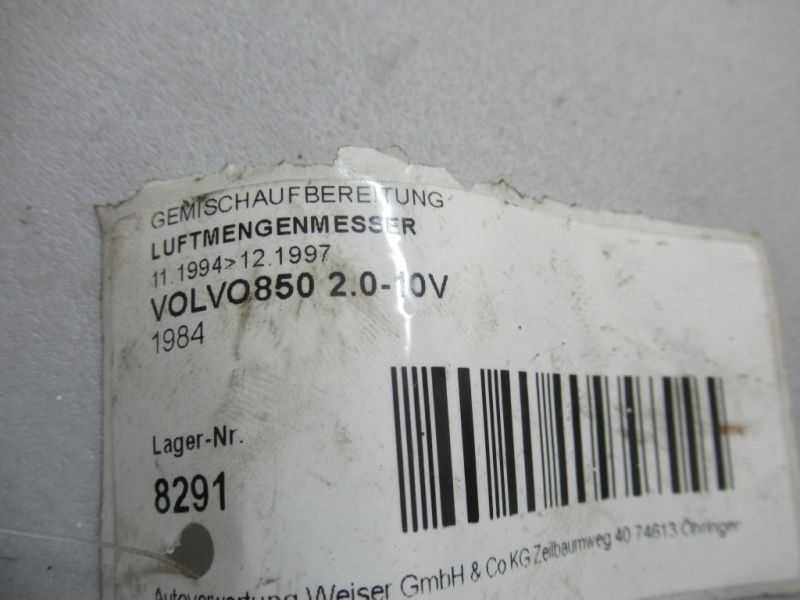 GEMISCHAUFBEREITUNG
LUFTMENGENMESSER
11.1994>12.1997
VOLVO850 2.0-10V
1984
Lager-Nr.
8291
Autoverwertung Weiser GmbH & Co KG Zeilbaumweg 40 74613 Öhringen